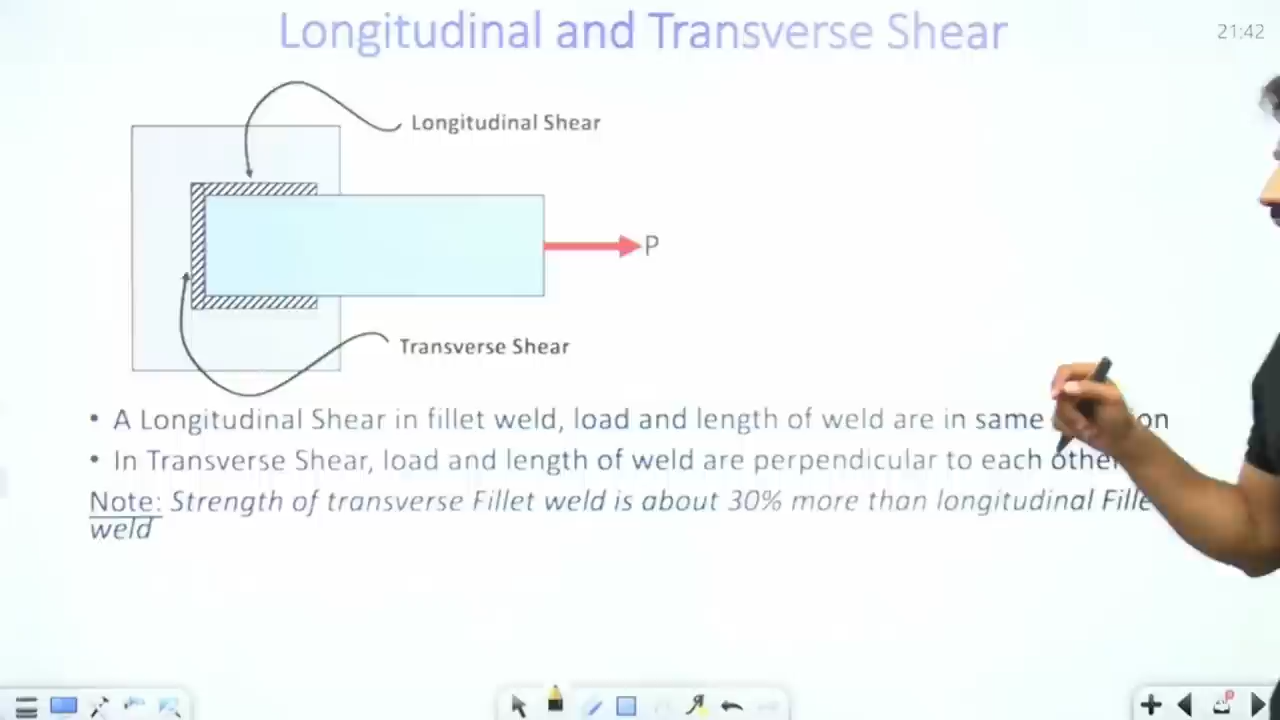 Longitudinal and Transverse Shear
21:42
Longitudinal Shear
P
Transverse Shear
• A Longitudinal Shear in fillet weld, load and length of weld are in same
• In Transverse Shear, load and length of weld are perpendicular to each other
Note: Strength of transverse Fillet weld is about 30% more than longitudinal Fille
weld